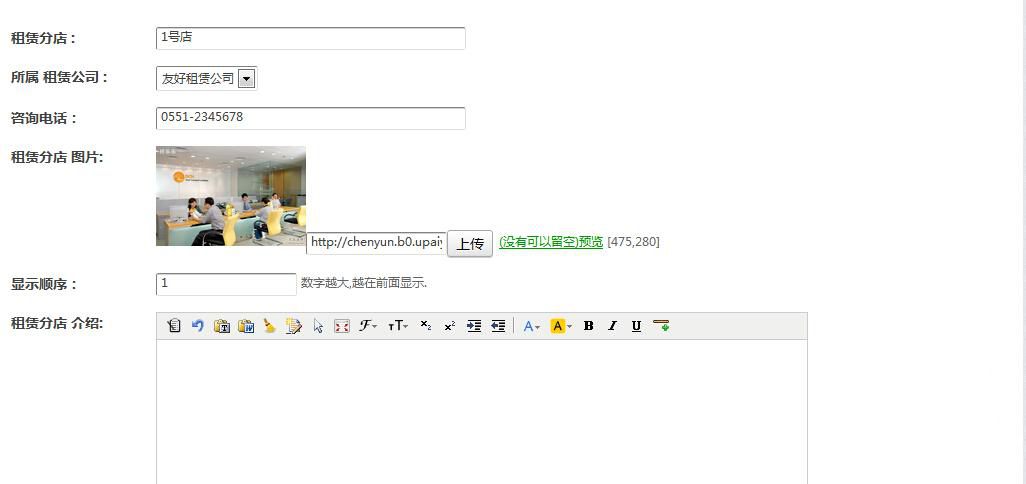 租赁分店：
1号店
所属 租赁公司：
友好租赁公司
咨询电话：
0551-2345678
租赁分店 图片:
http://chenyun.b0.upaiy
上传
(没有可以留空)预览 [475,280]
显示顺序：
1
数字越大,越在前面显示.
租赁分店 介绍: